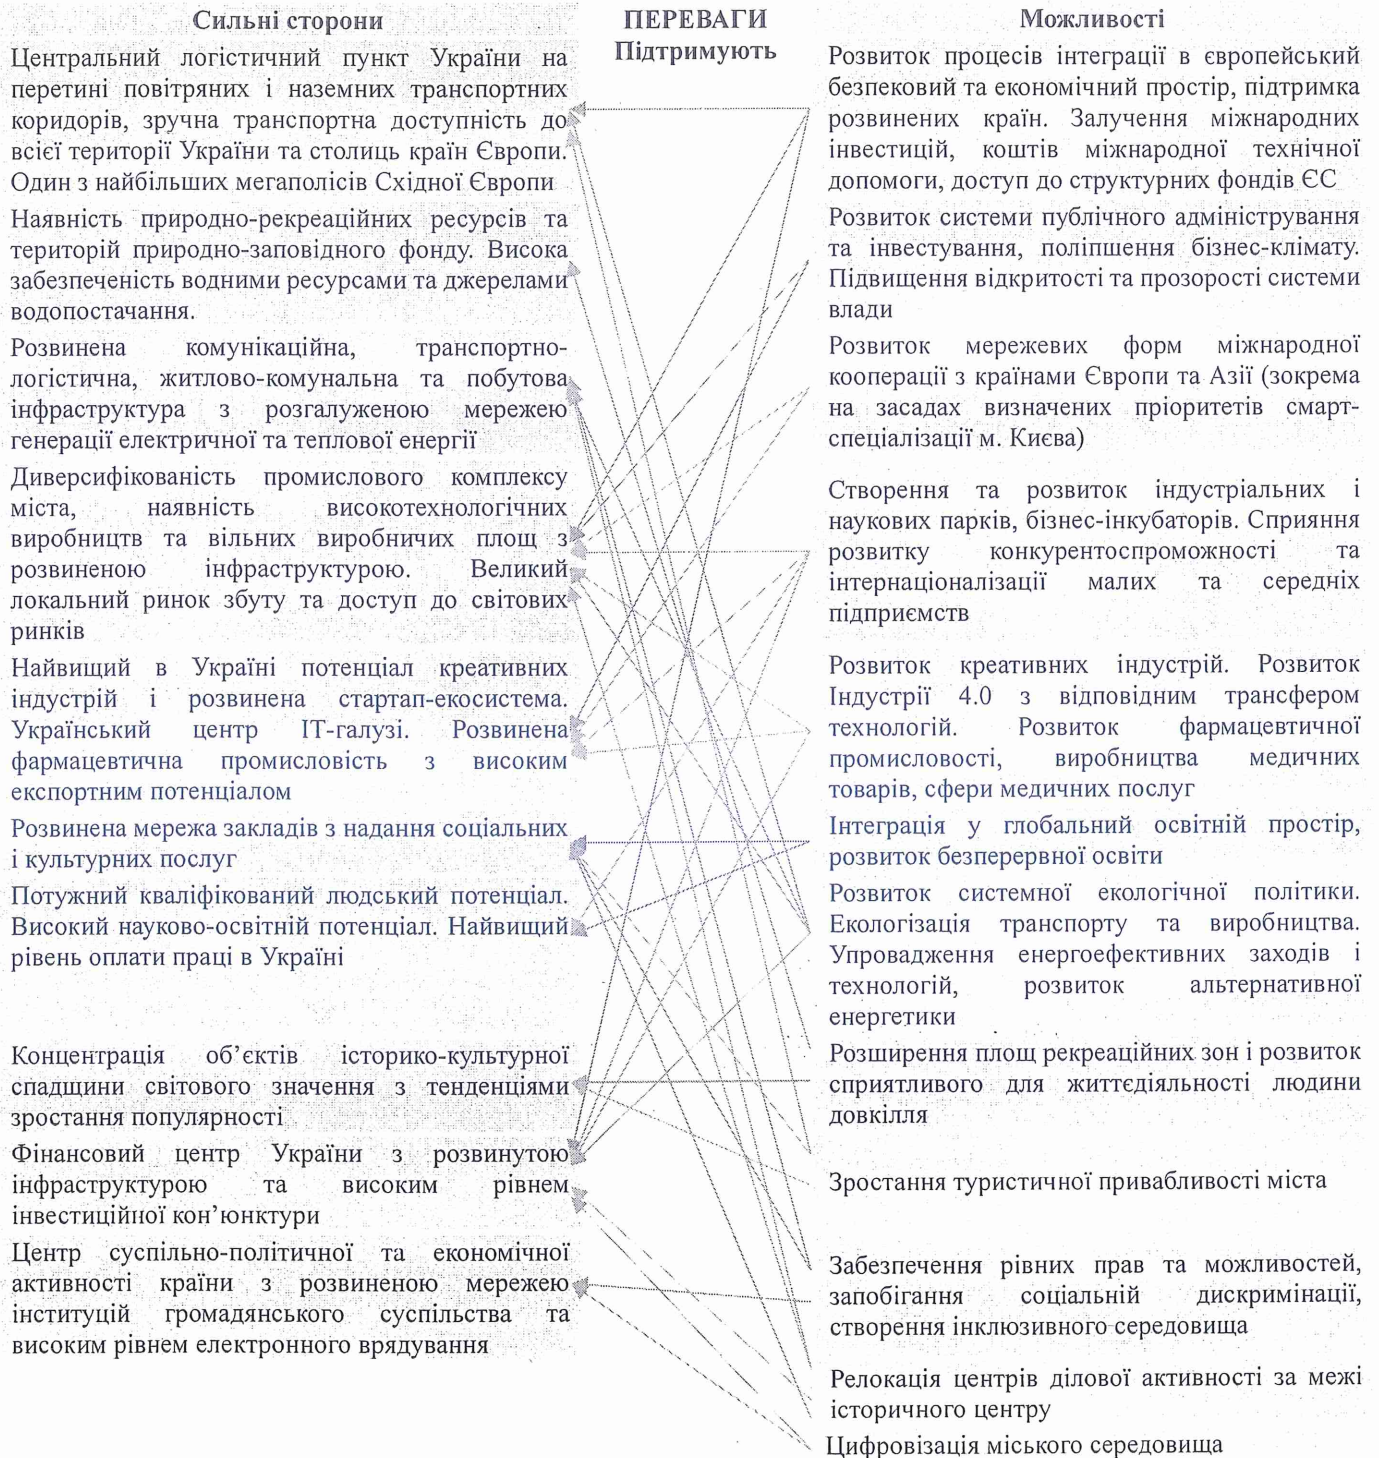 Сильні сторони
Центральний логістичний пункт України на
перетині повітряних і наземних транспортних
коридорів, зручна транспортна доступність до
всієї території України та столиць країн Європи.
Один з найбільших мегаполісів Східної Європи
Наявність природно-рекреаційних ресурсів та
територій природно-заповідного фонду. Висока
забезпеченість водними ресурсами та джерелами
водопостачання.
Розвинена комунікаційна, транспортно-
логістична, житлово-комунальна та побутова
інфраструктура з розгалуженою мережею
генерації електричної та теплової енергії
Диверсифікованість промислового комплексу
міста, наявність високотехнологічних
виробництв та вільних виробничих площ з
розвиненою інфраструктурою. Великий
локальний ринок збуту та доступ до світових
ринків
Найвищий в Україні потенціал креативних
індустрій і розвинена стартап-екосистема.
Український центр ІТ-галузі. Розвинена
фармацевтична промисловість з високим
експортним потенціалом
Розвинена мережа закладів з надання соціальних
і культурних послуг
Потужний кваліфікований людський потенціал.
Високий науково-освітній потенціал. Найвищий
рівень оплати праці в Україні
Концентрація об’єктів історико-культурної
спадщини світового значення з тенденціями
зростання популярності
Фінансовий центр України з розвинутою
інфраструктурою та високим рівнем
інвестиційної кон’юнктури
Центр суспільно-політичної та економічної
активності країни з розвиненою мережею
інституцій громадянського суспільства та
високим рівнем електронного врядування
ПЕРЕВАГИ
Підтримують
Можливості
Розвиток процесів інтеграції в європейський
безпековий та економічний простір, підтримка
розвинених країн. Залучення міжнародних
інвестицій, коштів міжнародної технічної
допомоги, доступ до структурних фондів ЄС
Розвиток системи публічного адміністрування
та інвестування, поліпшення бізнес-клімату.
Підвищення відкритості та прозорості системи
влади
Розвиток мережевих форм міжнародної
кооперації з країнами Європи та Азії (зокрема
на засадах визначених пріоритетів смарт-
спеціалізації м. Києва)
Створення та розвиток індустріальних і
наукових парків, бізнес-інкубаторів. Сприяння
розвитку конкурентоспроможності та
інтернаціоналізації малих та середніх
підприємств
Розвиток креативних індустрій. Розвиток
Індустрії 4.0 з відповідним трансфером
технологій. Розвиток фармацевтичної
промисловості, виробництва медичних
товарів, сфери медичних послуг
Інтеграція у глобальний освітній простір,
розвиток безперервної освіти
Розвиток системної екологічної політики.
Екологізація транспорту та виробництва.
Упровадження енергоефективних заходів і
технологій, розвиток альтернативної
енергетики
Розширення площ рекреаційних зон і розвиток
сприятливого для життєдіяльності людини
довкілля
Зростання туристичної привабливості міста
Забезпечення рівних прав та можливостей,
запобігання соціальній дискримінації,
створення інклюзивного середовища
Релокація центрів ділової активності за межі
історичного центру
Цифровізація міського середовища